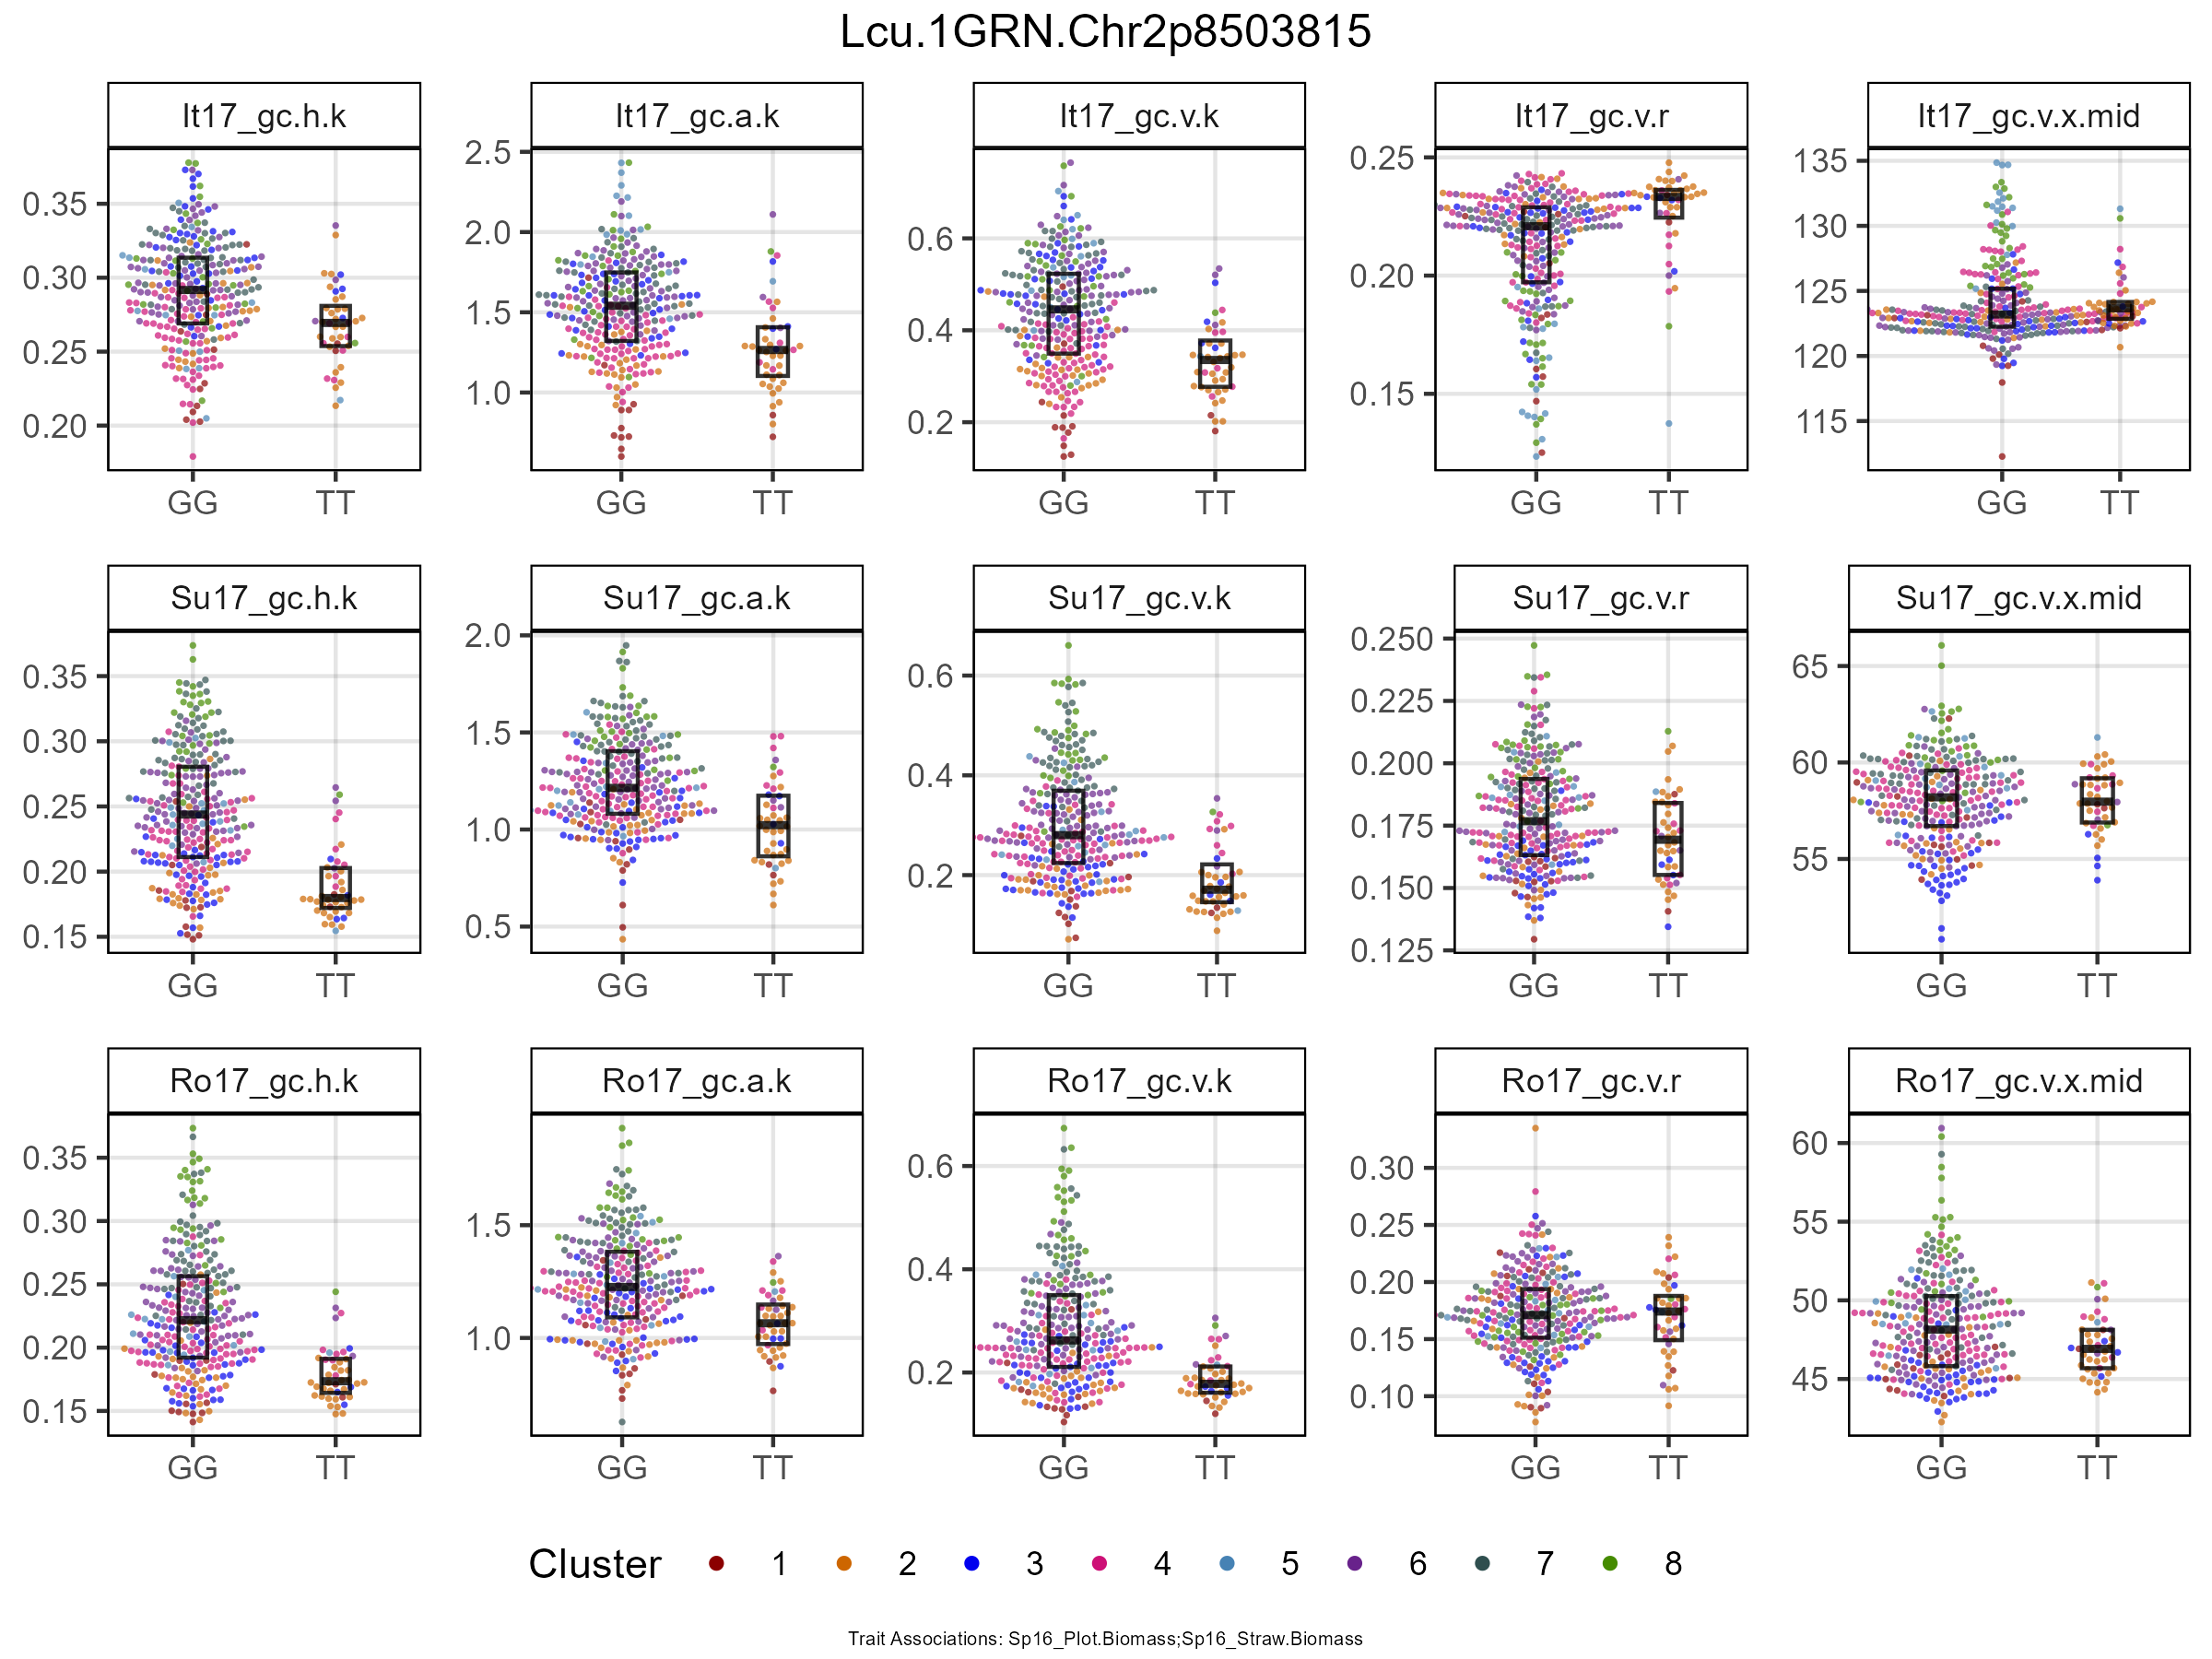 Lcu.1GRN.Chr2p8503815
It17_gc.h.k It17_gc.a.k It17_gc.v.k It17_gc.v.r It17_gc.v.x.mid
0.35 0.30 0.25 0.20
2.5 2.0 1.5 1.0
0.6 0.4 0.2
0.25 0.20 0.15
135 130 125 120 115
GG TT GG TT GG TT GG TT GG TT
Su17_gc.h.k Su17_gc.a.k Su17_gc.v.k Su17_gc.v.r Su17_gc.v.x.mid
0.35 0.30 0.25 0.20 0.15
2.0 1.5 1.0 0.5
0.6 0.4 0.2
0.250 0.225 0.200 0.175 0.150 0.125
65 60 55
GG TT GG TT GG TT GG TT GG TT
Ro17_gc.h.k Ro17_gc.a.k Ro17_gc.v.k Ro17_gc.v.r Ro17_gc.v.x.mid
0.35 0.30 0.25 0.20 0.15
1.5 1.0
0.6 0.4 0.2
0.30 0.25 0.20 0.15 0.10
60 55 50 45
GG TT GG TT GG TT GG TT GG TT
Cluster 1 2 3 4 5 6 7 8
Trait Associations: Sp16_Plot.Biomass;Sp16_Straw.Biomass